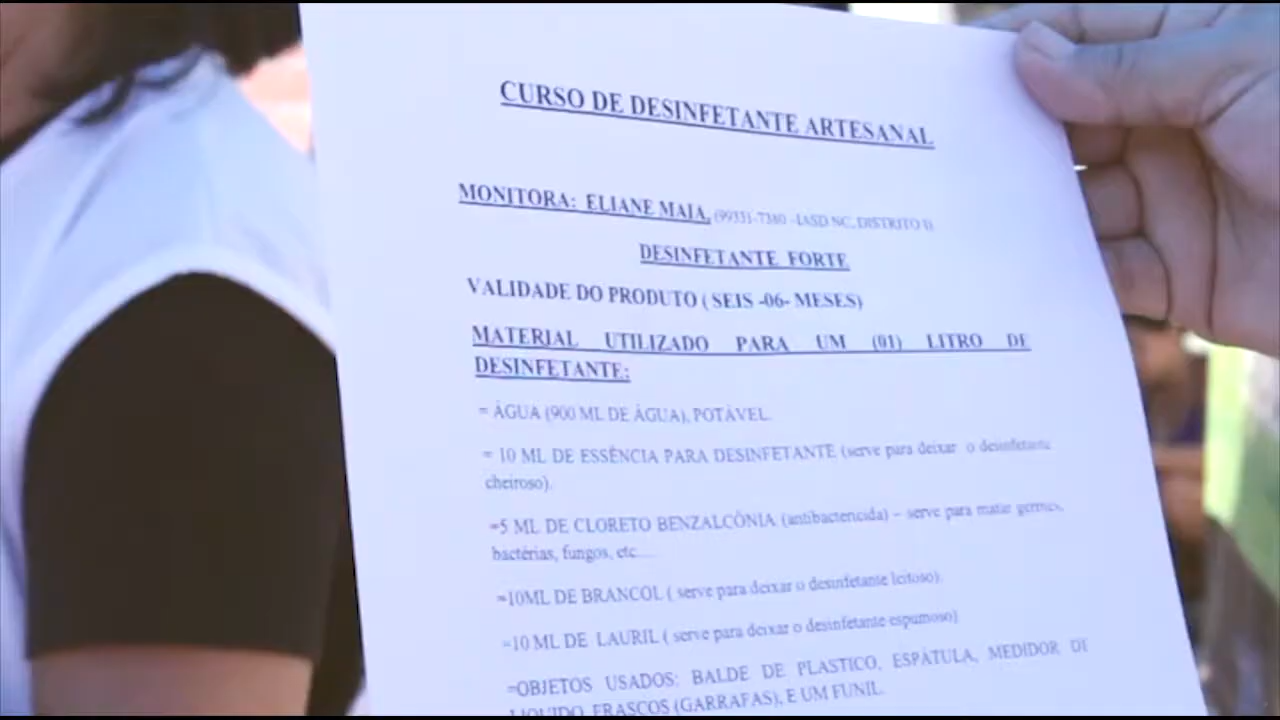 CURSO DE DESINFETANTE ARTESANAL
MONITORA: ELIANE MAIA, (99331-7380 -IASD NC, DISTRITO I)
DESINFETANTE FORTE
VALIDADE DO PRODUTO ( SEIS -06- MESES)
MATERIAL UTILIZADO PARA UM (01) LITRO DE
DESINFETANTE:
= ÁGUA (900 ML DE ÁGUA), POTÁVEL.
= 10 ML DE ESSÊNCIA PARA DESINFETANTE (serve para deixar o desinfetante
cheiroso).
=5 ML DE CLORETO BENZALCÔNIA (antibactencida) – serve para matar germes,
bactérias, fungos, etc....
=10ML DE BRANCOL ( serve para deixar o desinfetante leitoso).
=10 ML DE LAURIL ( serve para deixar o desinfetante espumoso)
=OBJETOS USADOS: BALDE DE PLASTICO, ESPÁTULA, MEDIDOR DE
LIQUIDO, FRASCOS (GARRAFAS), E UM FUNIL.